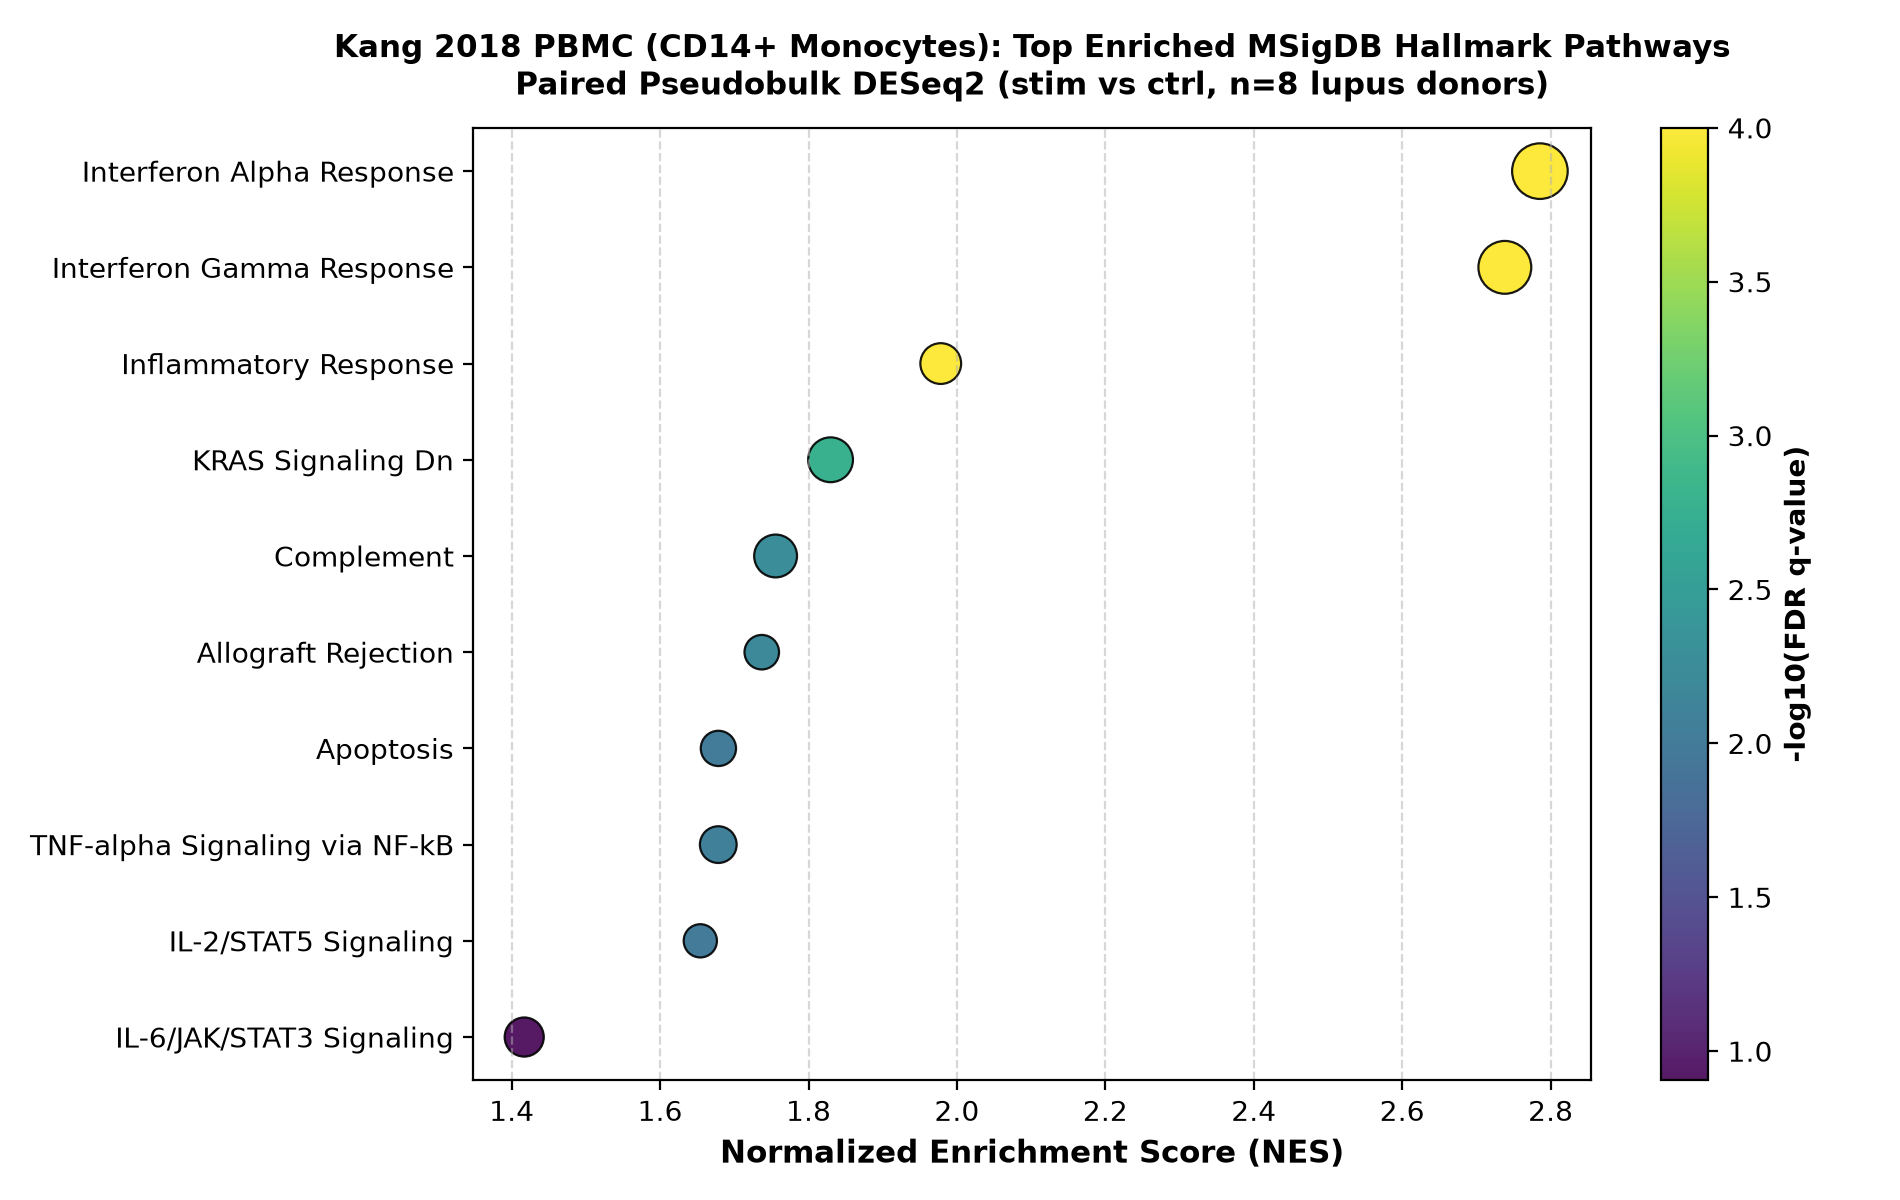 Kang 2018 PBMC (CD14+ Monocytes): Top Enriched MSigDB Hallmark Pathways
Paired Pseudobulk DESeq2 (stim vs ctrl, n=8 lupus donors)
Interferon Alpha Response
Interferon Gamma Response
Inflammatory Response
KRAS Signaling Dn
Complement
Allograft Rejection
Apoptosis
TNF-alpha Signaling via NF-kB
IL-2/STAT5 Signaling
IL-6/JAK/STAT3 Signaling
1.4 1.6 1.8 2.0 2.2 2.4 2.6 2.8
Normalized Enrichment Score (NES)
4.0
3.5
3.0
2.5
2.0
1.5
1.0
-log10(FDR q-value)